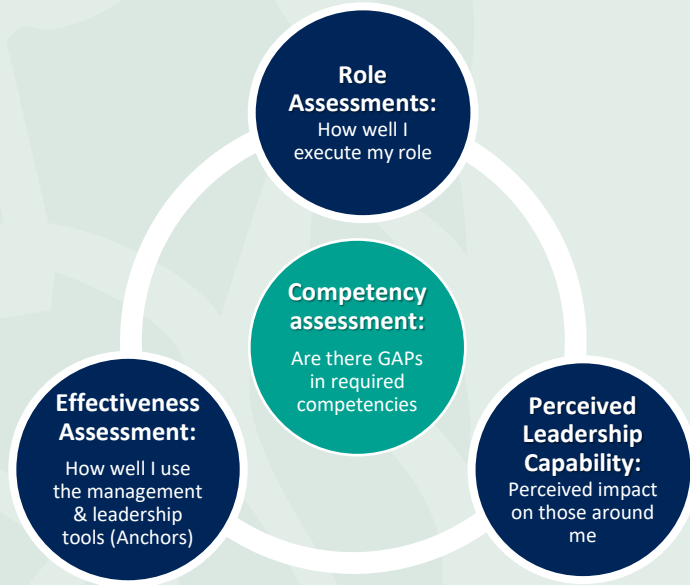 Role
Assessments:
How well I
execute my role
Competency
assessment:
Are there GAPs
in required
competencies
Effectiveness
Assessment:
How well I use
the management
& leadership
tools (Anchors)
Perceived
Leadership
Capability:
Perceived impact
on those around
me